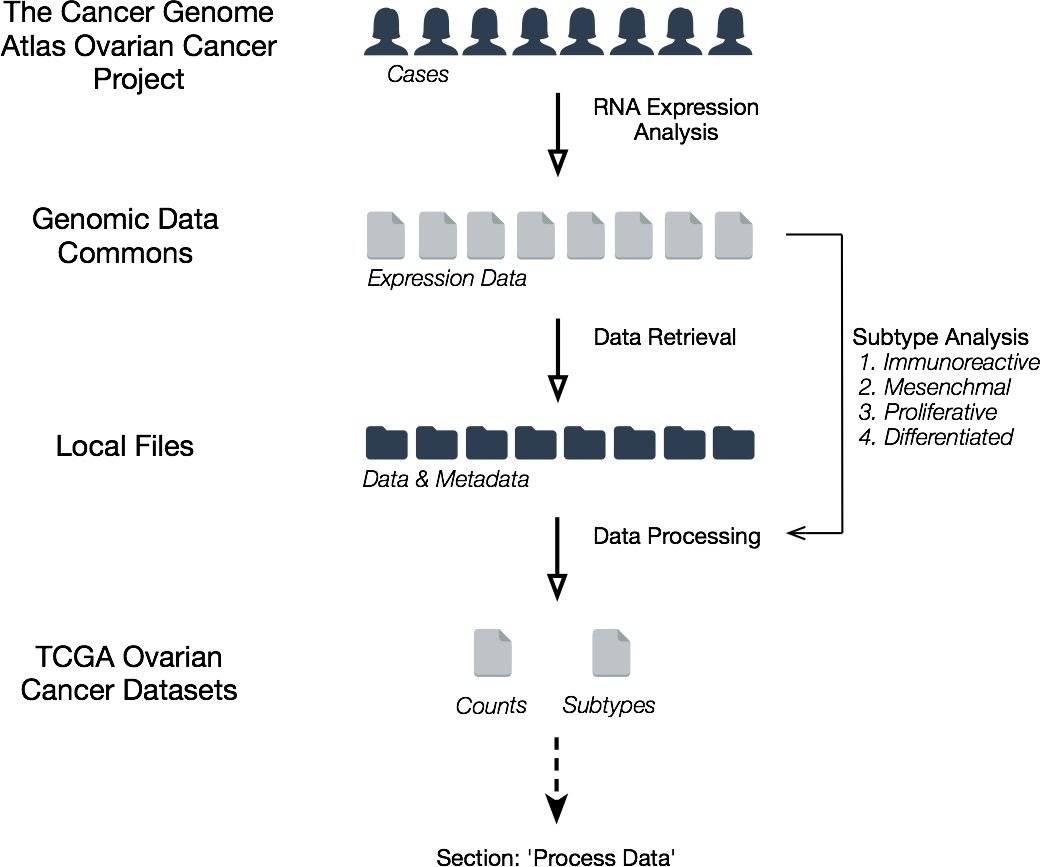 The Cancer Genome
Atlas Ovarian Cancer
Project
Cases
RNA Expression
Analysis
Genomic Data
Commons
Expression Data
Data Retrieval
Subtype Analysis
1. Immunoreactive
2. Mesenchmal
3. Proliferative
4. Differentiated
Local Files
Data & Metadata
Data Processing
TCGA Ovarian
Cancer Datasets
Counts
Subtypes
Section: 'Process Data'